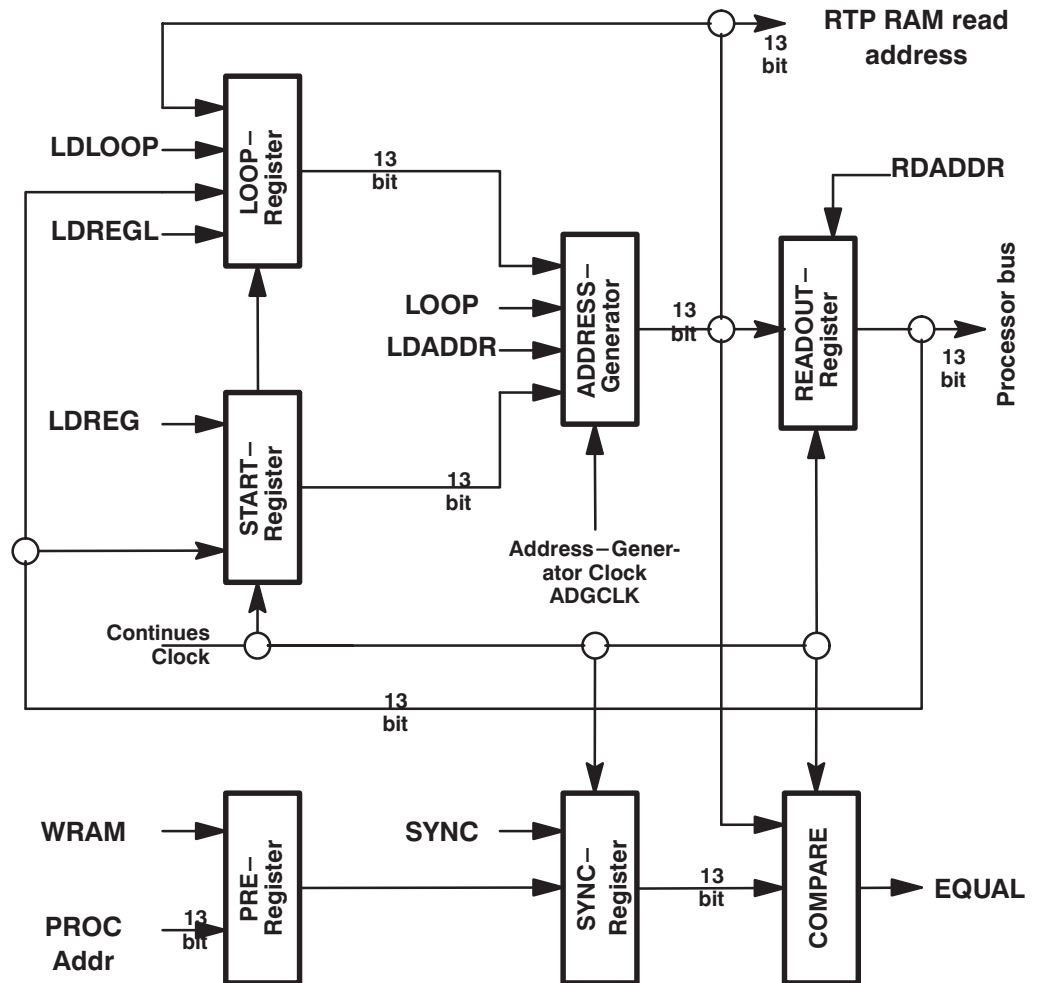 RTP RAM read
address
13
bit
LDLOOP
LOOP–
Register
13
bit
RDADDR
LDREGL
LOOP
LDADDR
ADDRESS–
Generator
13
bit
READOUT–
Register
Processor bus
13
bit
LDREG
START–
Register
13
bit
Address–Gener-
ator Clock
ADGCLK
Continues
Clock
13
bit
WRAM
PRE–
Register
SYNC
SYNC–
Register
13
bit
COMPARE
EQUAL
PROC
Addr
13
bit